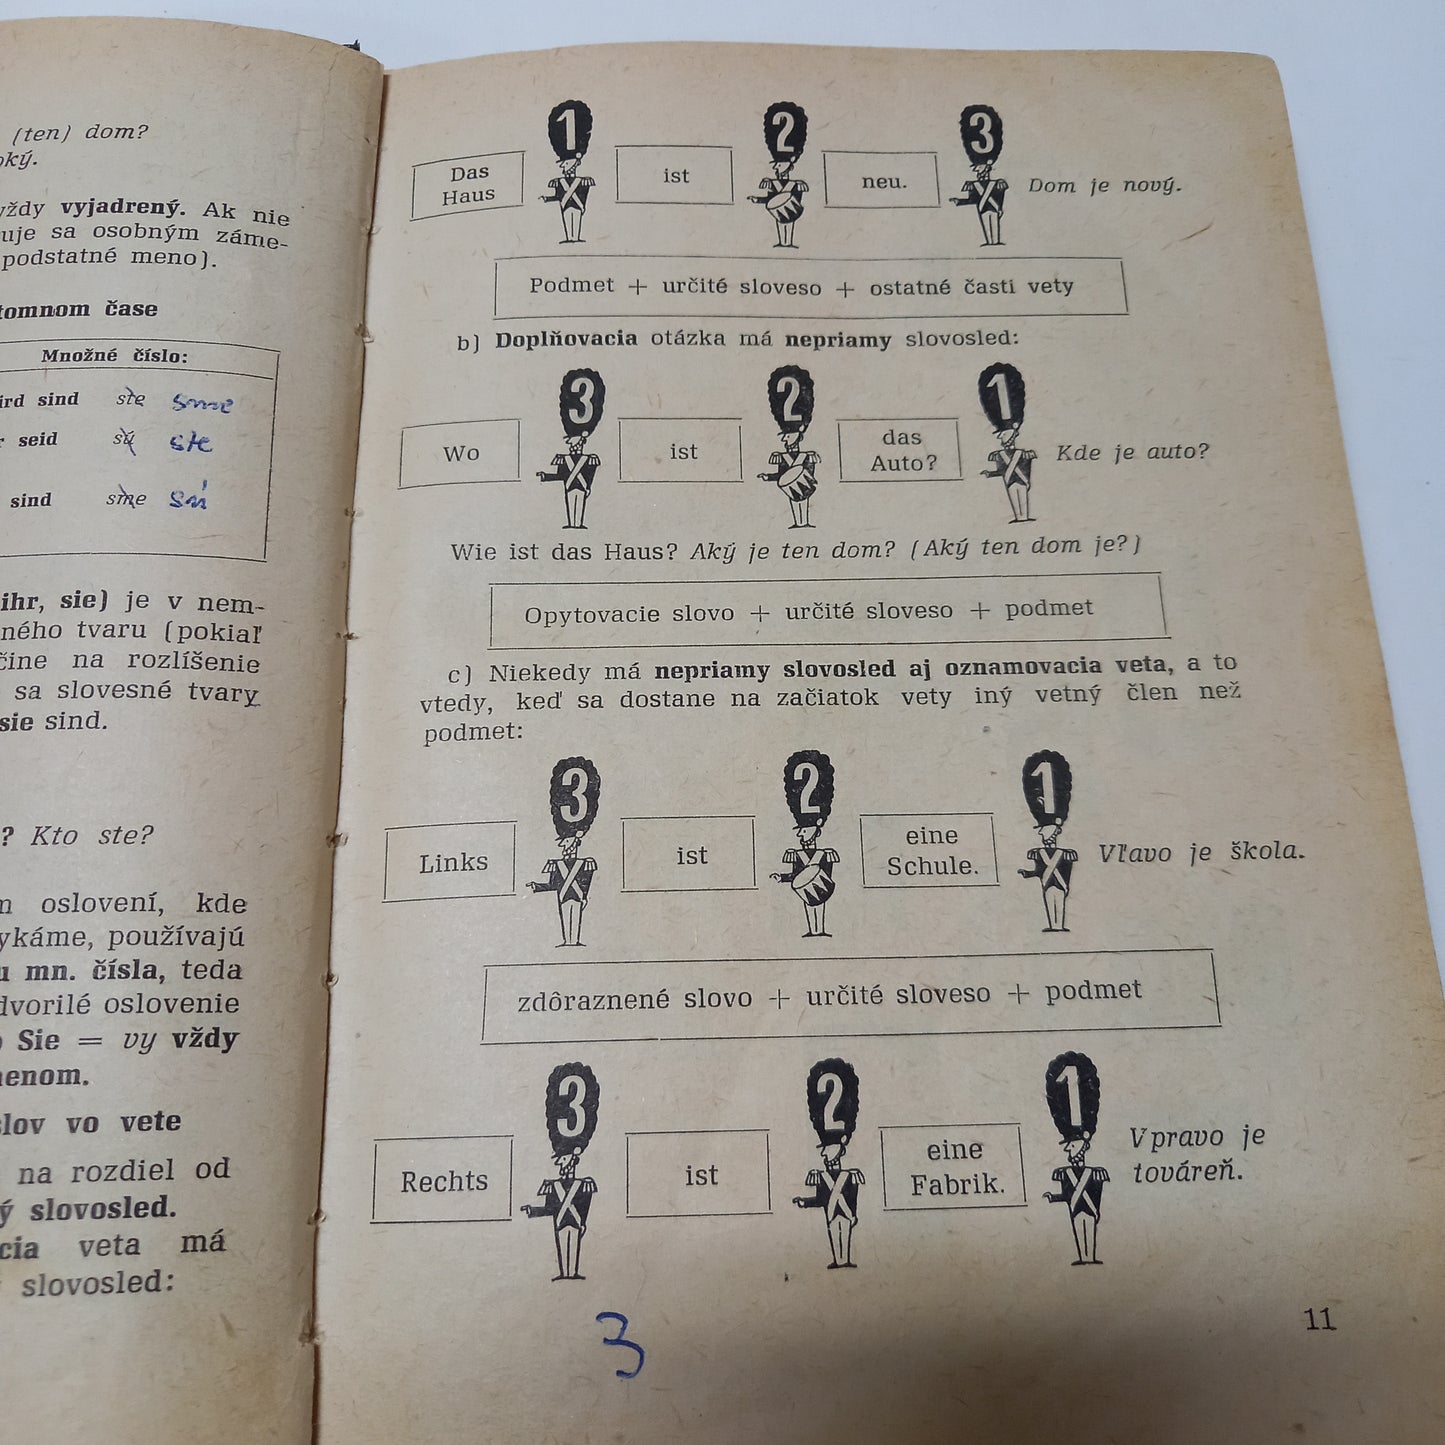 (ten) dom?
oký.
vždy vyjadrený. Ak nie
uje sa osobným záme-
podstatné meno).
tomnom čase
Množné číslo:
ird sind ste sme
r seid sú ste
sind sme sú
ihr, sie) je v nem-
ného tvaru (pokiaľ
čine na rozlíšenie
sa slovesné tvary
sie sind.
? Kto ste?
m oslovení, kde
ykáme, používajú
u mn. čísla, teda
dvorilé oslovenie
o Sie = vy vždy
nenom.
slov vo vete
na rozdiel od
ý slovosled.
cia veta má
slovosled:
1 2 3
Das Haus ist neu. Dom je nový.
Podmet + určité sloveso + ostatné časti vety
b) Doplňovacia otázka má nepriamy slovosled:
3 2 1
Wo ist das Auto? Kde je auto?
Wie ist das Haus? Aký je ten dom? (Aký ten dom je?)
Opytovacie slovo + určité sloveso + podmet
c) Niekedy má nepriamy slovosled aj oznamovacia veta, a to
vtedy, keď sa dostane na začiatok vety iný vetný člen než
podmet:
3 2 1
Links ist eine Schule. Vľavo je škola.
zdôraznené slovo + určité sloveso + podmet
3 2 1
Rechts ist eine Fabrik. Vpravo je továreň.
3
11